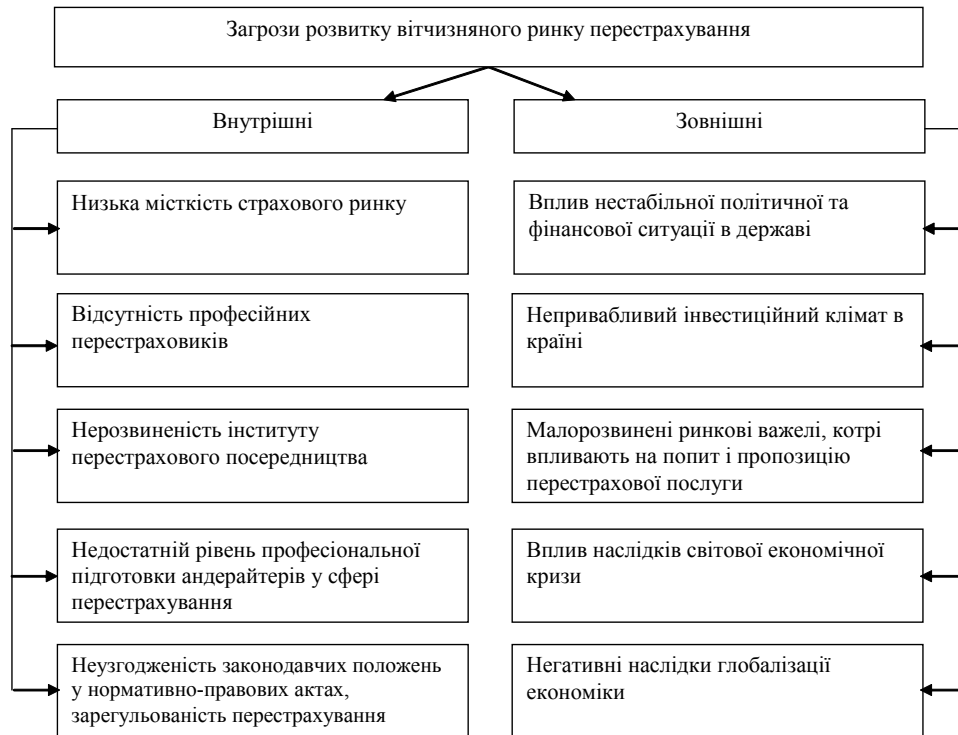 Загрози розвитку вітчизняного ринку перестрахування
Внутрішні
Зовнішні
Низька місткість страхового ринку
Вплив нестабільної політичної та
фінансової ситуації в державі
Відсутність професійних
перестраховиків
Непривабливий інвестиційний клімат в
країні
Нерозвиненість інституту
перестрахового посередництва
Малорозвинені ринкові важелі, котрі
впливають на попит і пропозицію
перестрахової послуги
Недостатній рівень професіональної
підготовки андерайтерів у сфері
перестрахування
Вплив наслідків світової економічної
кризи
Неузгодженість законодавчих положень
у нормативно-правових актах,
зарегульованість перестрахування
Негативні наслідки глобалізації
економіки